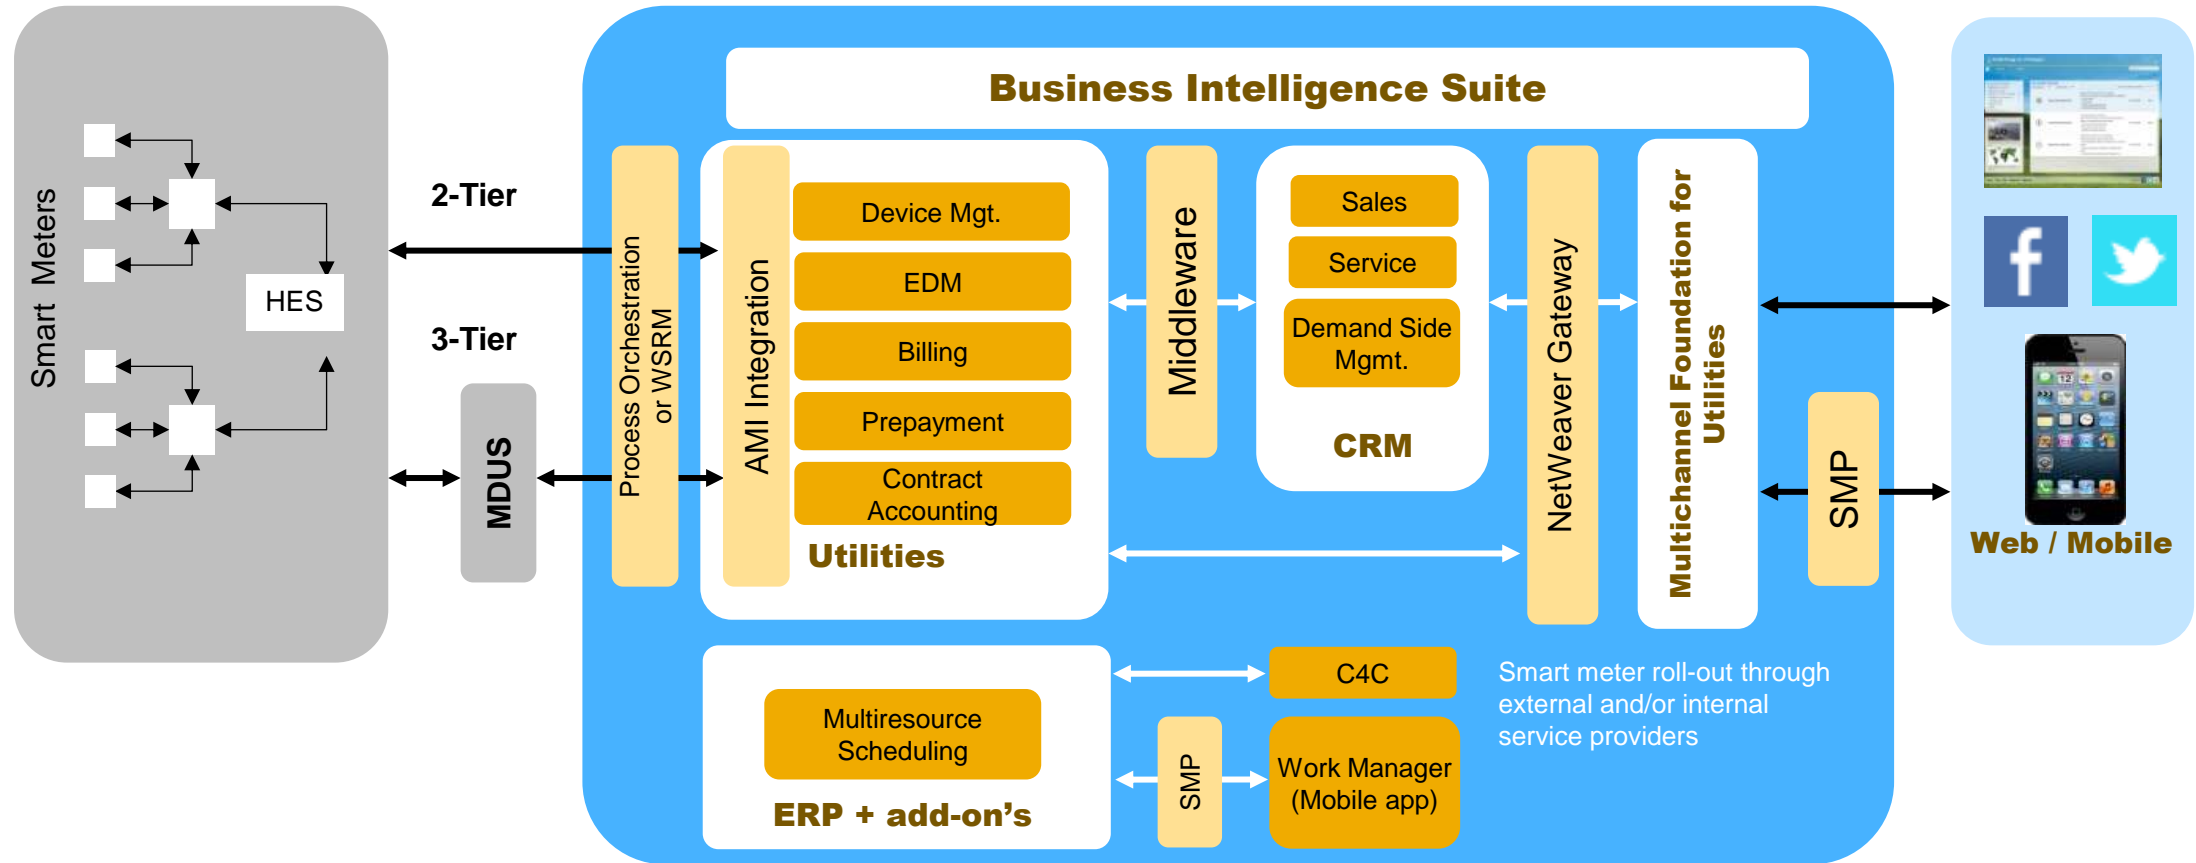 Business Intelligence Suite
Smart Meters
HES
2-Tier
3-Tier
MDUS
Process Orchestration
or WSRM
AMI Integration
Device Mgt.
EDM
Billing
Prepayment
Contract
Accounting
Utilities
Middleware
Sales
Service
Demand Side
Mgmt.
CRM
NetWeaver Gateway
Multichannel Foundation for
Utilities
SMP
Web / Mobile
Multiresource
Scheduling
ERP + add-on’s
C4C
SMP
Work Manager
(Mobile app)
Smart meter roll-out through
external and/or internal
service providers